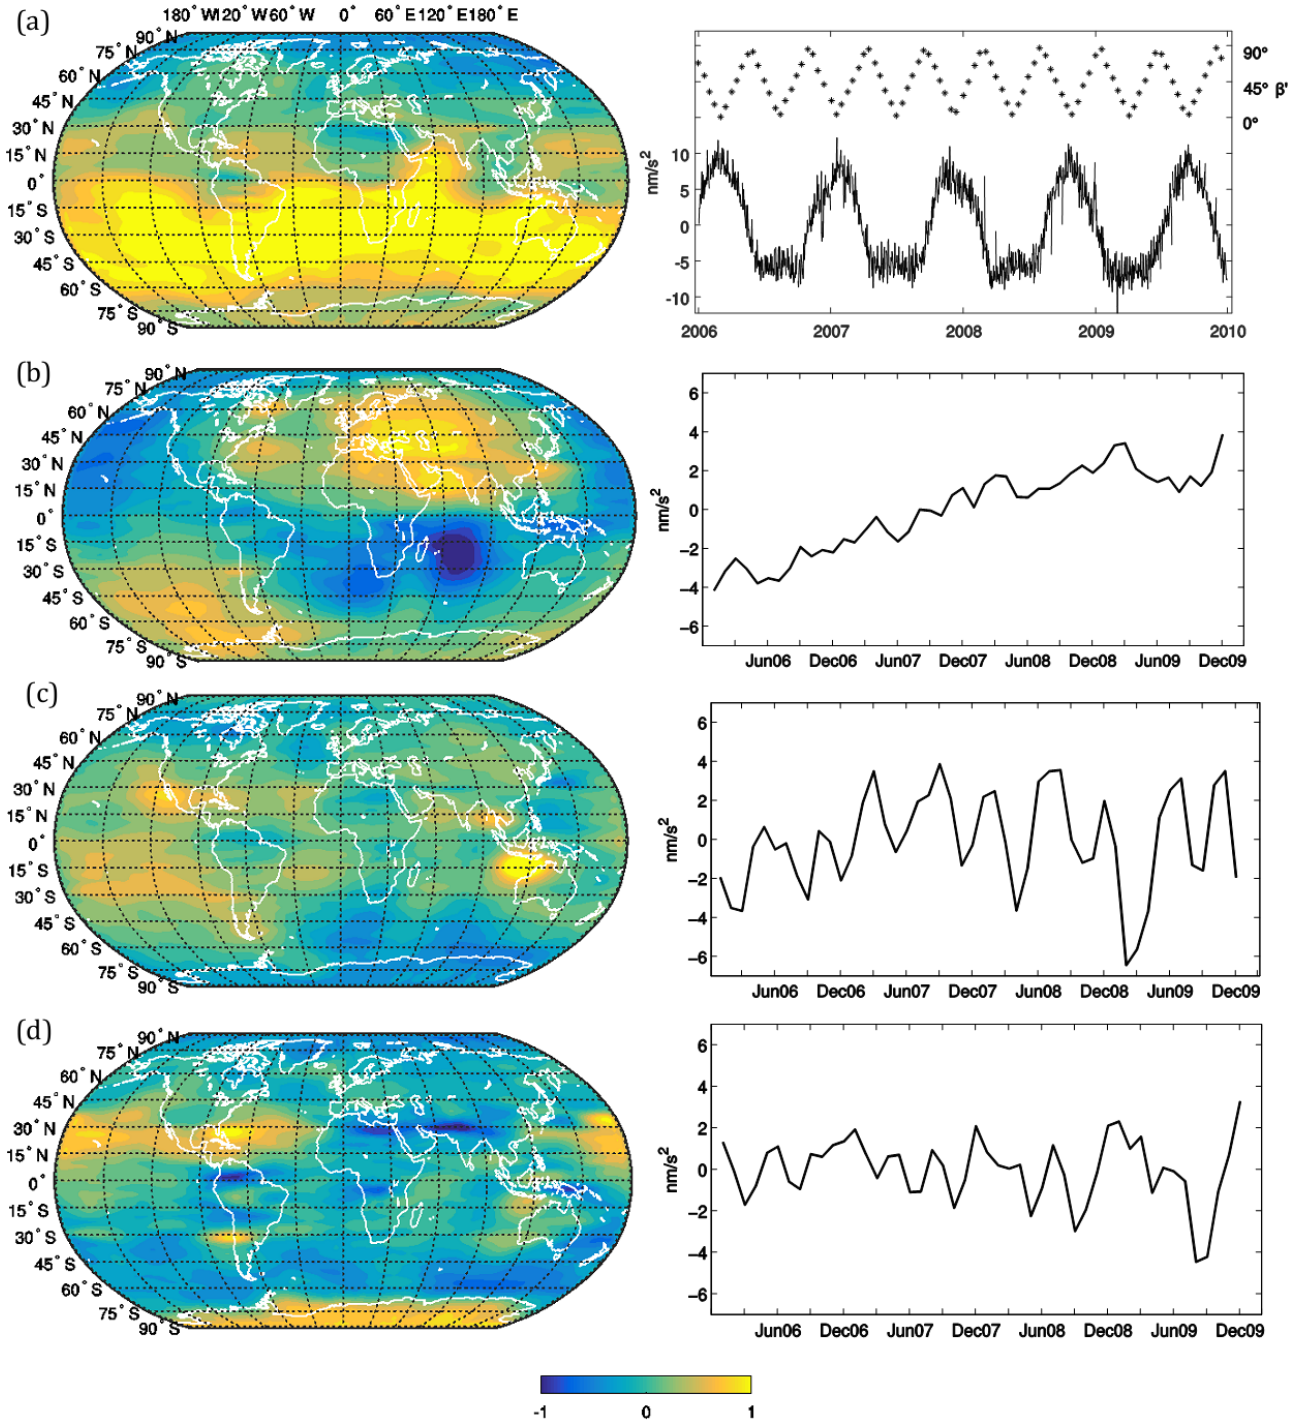 (a)
180° W 120° W 60° W 0° 60° E 120° E 180° E
90° N
75° N
60° N
45° N
30° N
15° N
0°
15° S
30° S
45° S
60° S
75° S
90° S
90°
45° β'
0°
nm/s²
10
5
0
-5
-10
2006 2007 2008 2009 2010
(b)
90° N
75° N
60° N
45° N
30° N
15° N
0°
15° S
30° S
45° S
60° S
75° S
90° S
nm/s²
6
4
2
0
−2
−4
−6
Jun06 Dec06 Jun07 Dec07 Jun08 Dec08 Jun09 Dec09
(c)
90° N
75° N
60° N
45° N
30° N
15° N
0°
15° S
30° S
45° S
60° S
75° S
90° S
nm/s²
6
4
2
0
−2
−4
−6
Jun06 Dec06 Jun07 Dec07 Jun08 Dec08 Jun09 Dec09
(d)
90° N
75° N
60° N
45° N
30° N
15° N
0°
15° S
30° S
45° S
60° S
75° S
90° S
nm/s²
6
4
2
0
−2
−4
−6
Jun06 Dec06 Jun07 Dec07 Jun08 Dec08 Jun09 Dec09
-1 0 1